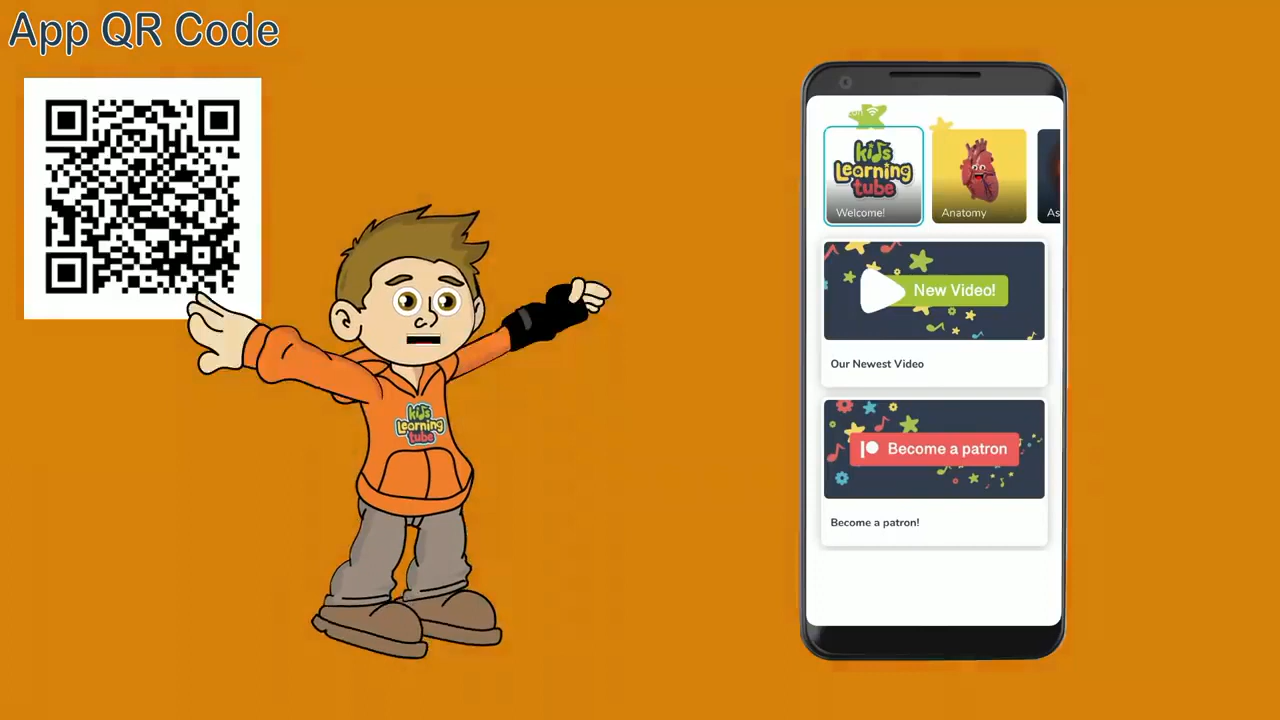 App QR Code
kids
Learning
tube
Welcome!
Anatomy
As
New Video!
Our Newest Video
Become a patron
Become a patron!
kids
Learning
tube